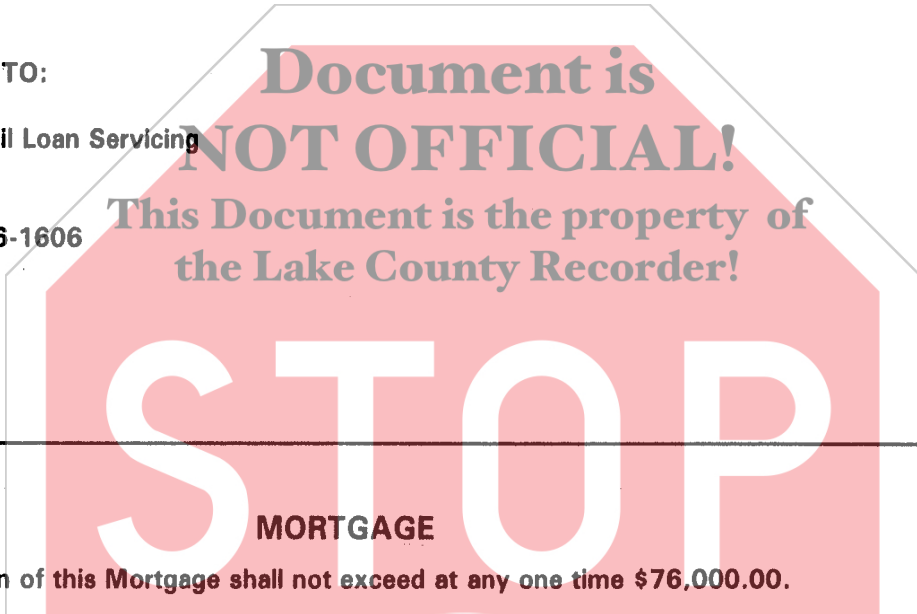 TO:
Document is
il Loan Servicing
NOT OFFICIAL!
This Document is the property of
6-1606
the Lake County Recorder!
STOP
MORTGAGE
n of this Mortgage shall not exceed at any one time $76,000.00.